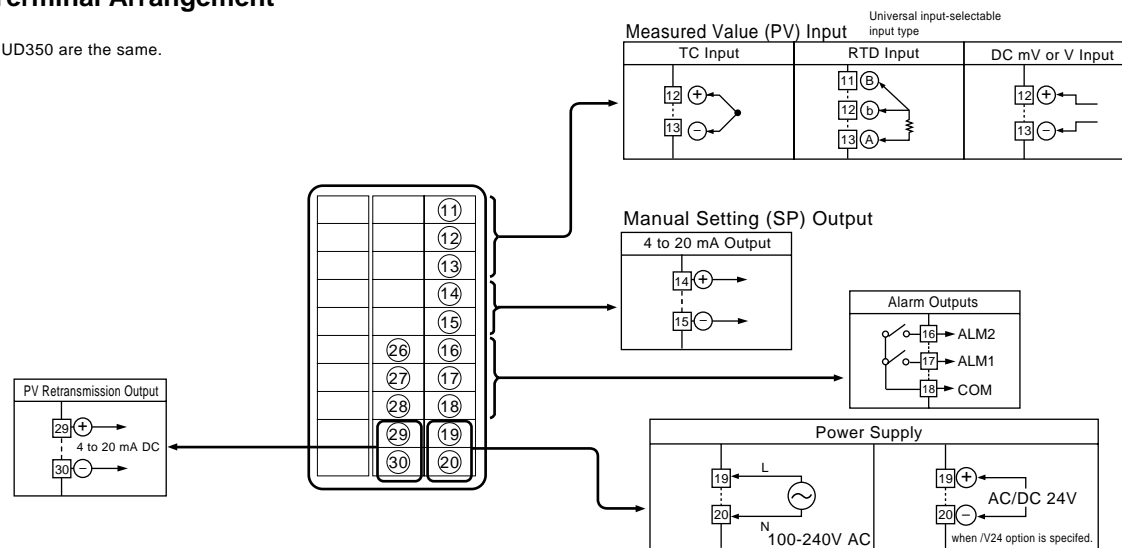 Terminal Arrangement
UD350 are the same.
Measured Value (PV) Input
Universal input-selectable
input type
TC Input
RTD Input
DC mV or V Input
12 +
13 −
11 B
12 b
13 A
12 +
13 −
11
12
13
14
15
26 16
27 17
28 18
29 19
30 20
Manual Setting (SP) Output
4 to 20 mA Output
14 +
15 −
Alarm Outputs
16 ALM2
17 ALM1
18 COM
PV Retransmission Output
29 +
4 to 20 mA DC
30 −
Power Supply
19 L
20 N
100-240V AC
19 +
AC/DC 24V
20 −
when /V24 option is specifed.